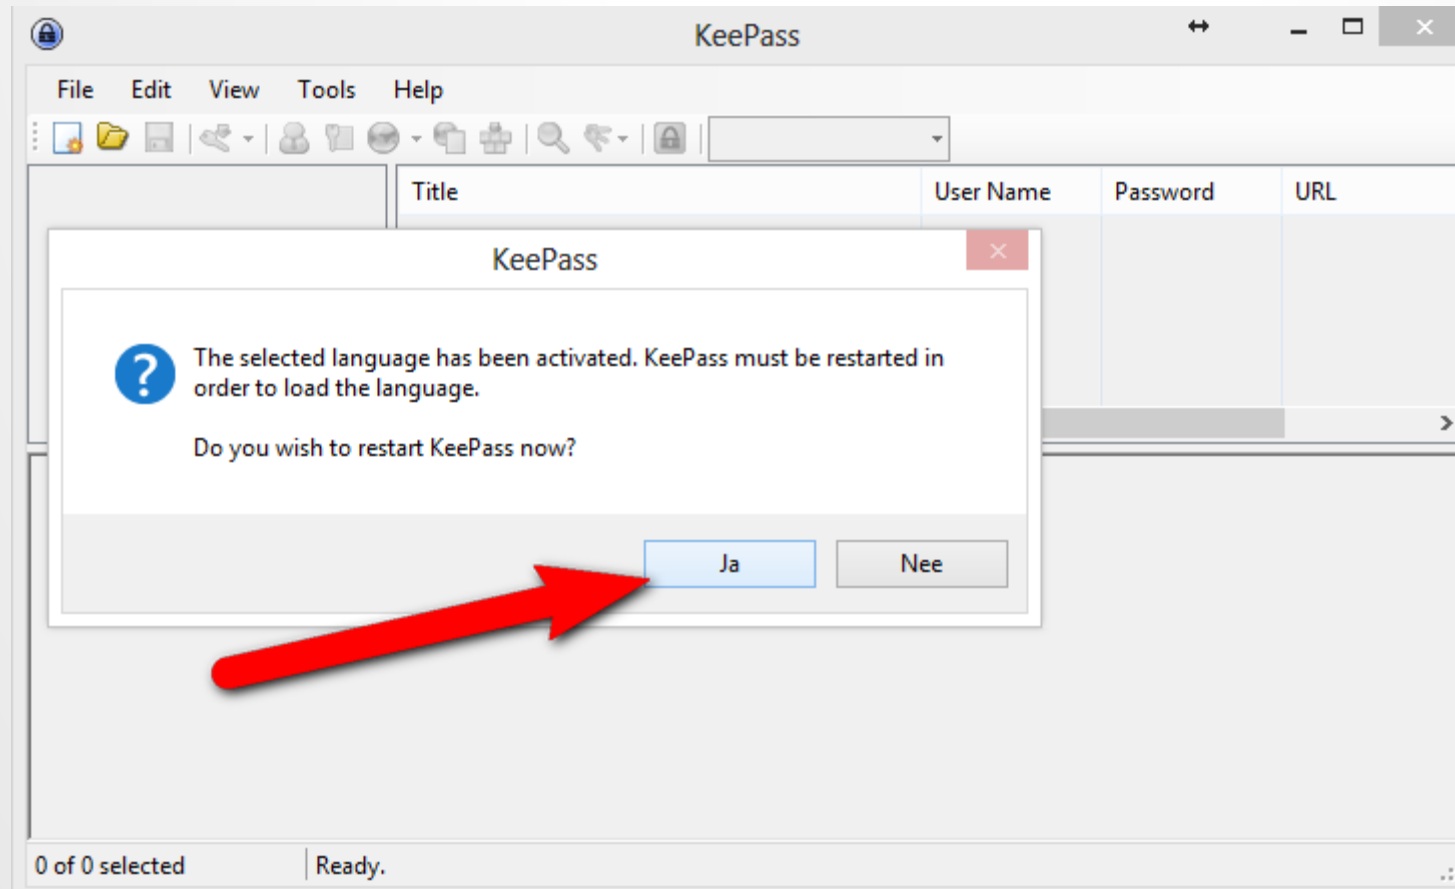 KeePass
File Edit View Tools Help
Title User Name Password URL
KeePass
The selected language has been activated. KeePass must be restarted in
order to load the language.
Do you wish to restart KeePass now?
Ja Nee
0 of 0 selected Ready.